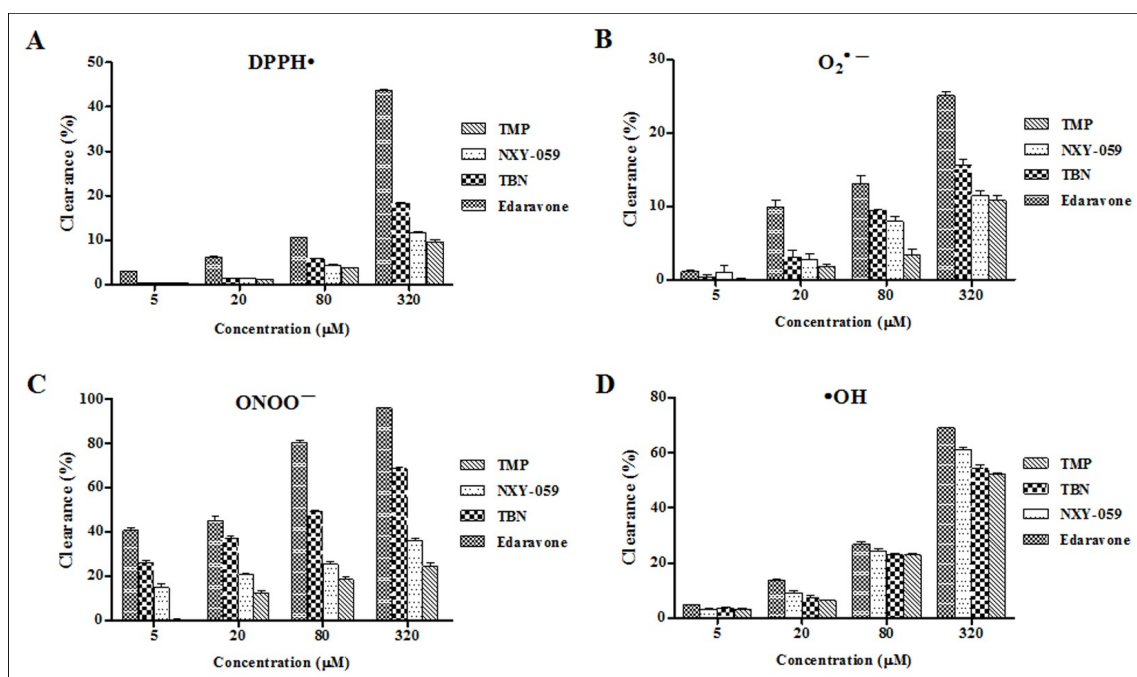 A
DPPH•
Clearance (%)
50
40
30
20
10
0
5 20 80 320
Concentration (µM)
TMP
NXY-059
TBN
Edaravone
B
O₂•—
Clearance (%)
30
20
10
0
5 20 80 320
Concentration (µM)
TMP
NXY-059
TBN
Edaravone
C
ONOO—
Clearance (%)
100
80
60
40
20
0
5 20 80 320
Concentration (µM)
TMP
NXY-059
TBN
Edaravone
D
•OH
Clearance (%)
80
60
40
20
0
5 20 80 320
Concentration (µM)
TMP
TBN
NXY-059
Edaravone